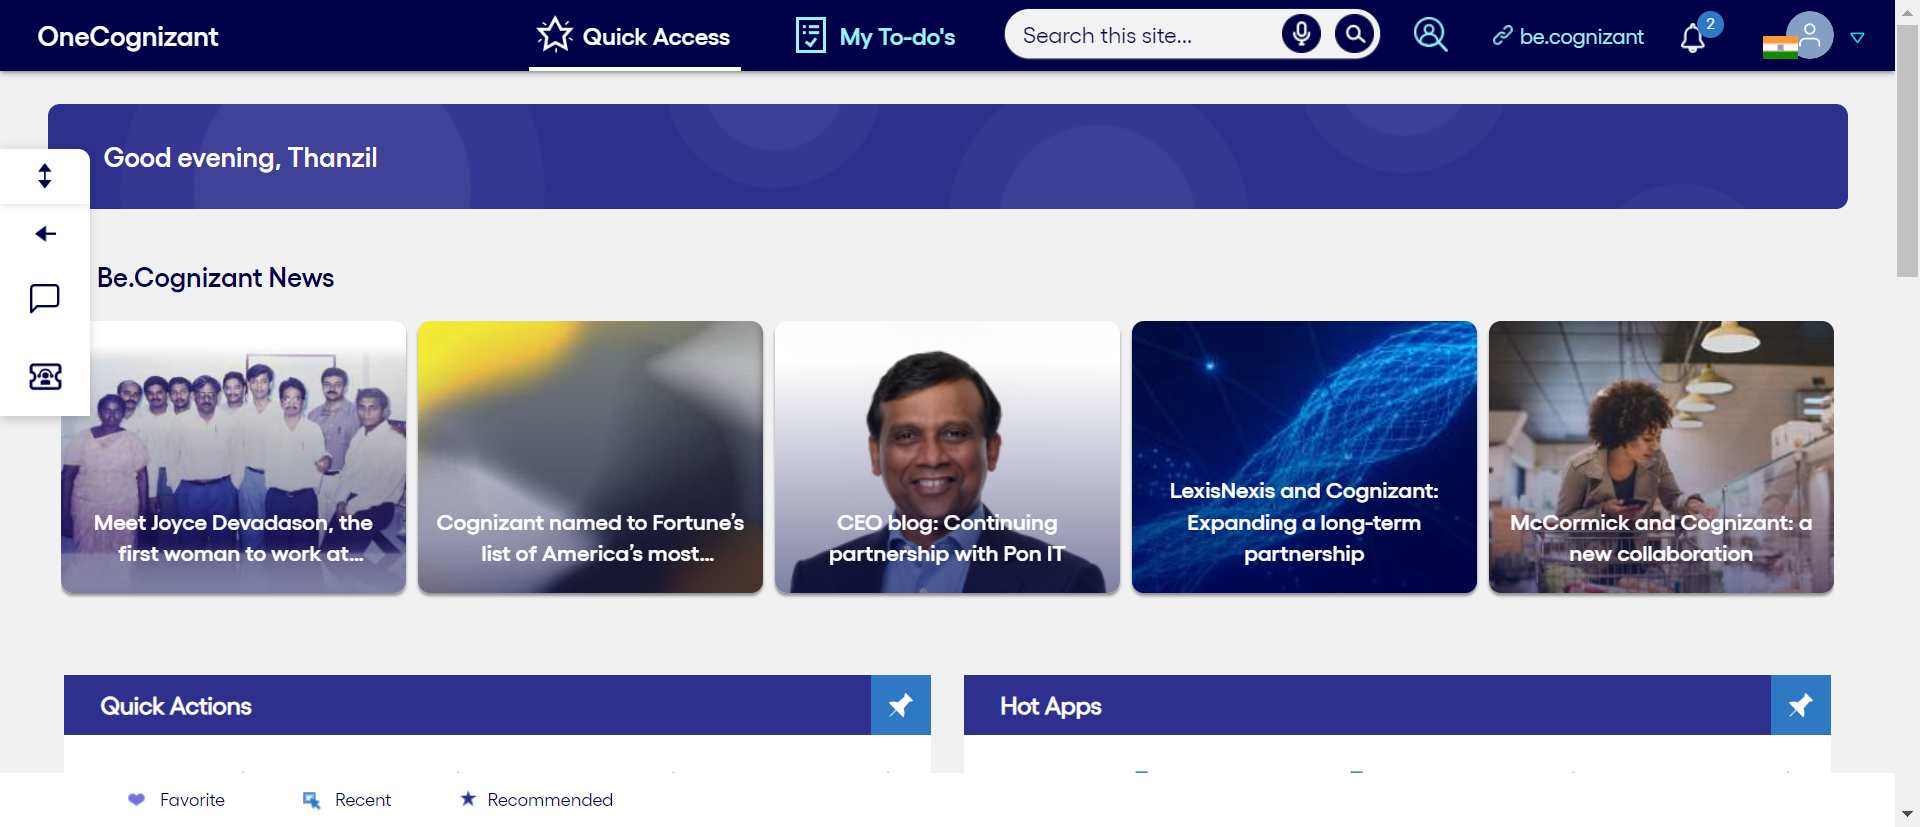 OneCognizant
Quick Access
My To-do's
Search this site...
be.cognizant
2
Good evening, Thanzil
Be.Cognizant News
Meet Joyce Devadason, the
first woman to work at...
Cognizant named to Fortune’s
list of America’s most...
CEO blog: Continuing
partnership with Pon IT
LexisNexis and Cognizant:
Expanding a long-term
partnership
McCormick and Cognizant: a
new collaboration
Quick Actions
Hot Apps
Favorite
Recent
Recommended